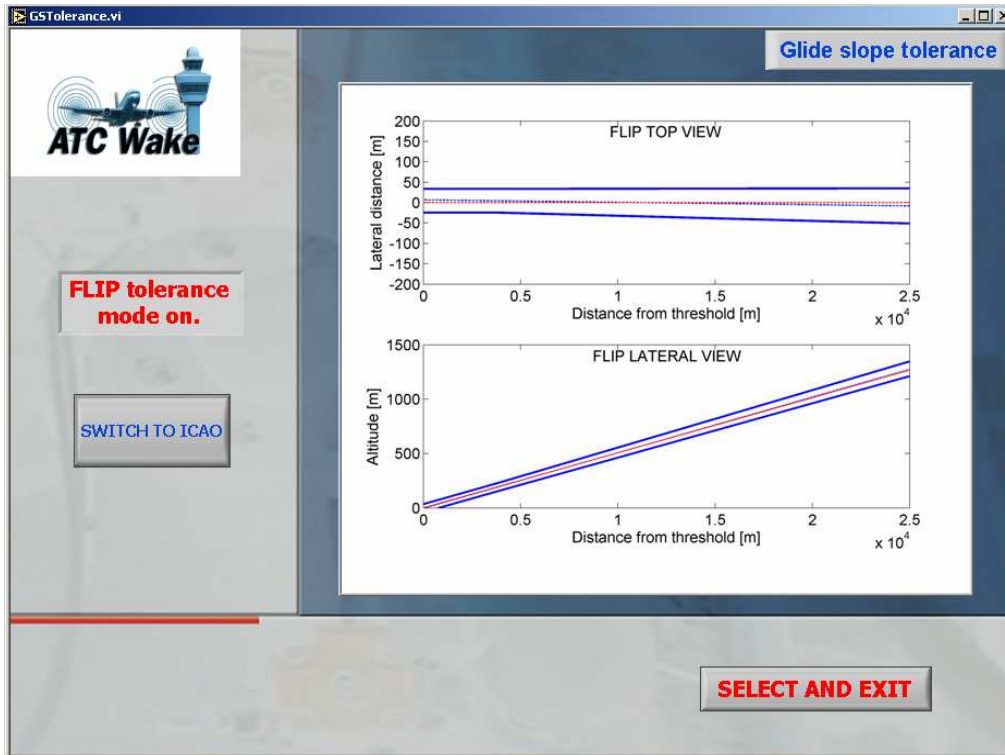 GSTolerance.vi
Glide slope tolerance
ATC Wake
FLIP tolerance
mode on.
SWITCH TO ICAO
FLIP TOP VIEW
Lateral distance [m]
200
150
100
50
0
-50
-100
-150
-200
0 0.5 1 1.5 2 2.5
Distance from threshold [m]
x 10^4
FLIP LATERAL VIEW
Altitude [m]
1500
1000
500
0
0 0.5 1 1.5 2 2.5
Distance from threshold [m]
x 10^4
SELECT AND EXIT